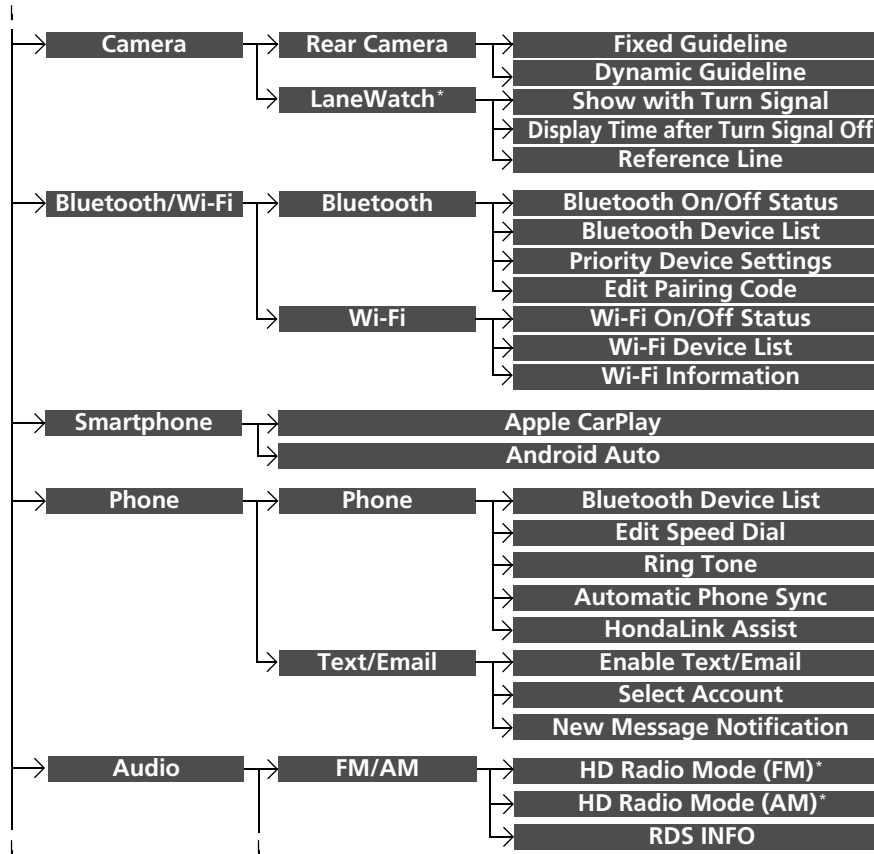 Camera
Rear Camera
Fixed Guideline
Dynamic Guideline
LaneWatch*
Show with Turn Signal
Display Time after Turn Signal Off
Reference Line
Bluetooth/Wi-Fi
Bluetooth
Bluetooth On/Off Status
Bluetooth Device List
Priority Device Settings
Edit Pairing Code
Wi-Fi
Wi-Fi On/Off Status
Wi-Fi Device List
Wi-Fi Information
Smartphone
Apple CarPlay
Android Auto
Phone
Phone
Bluetooth Device List
Edit Speed Dial
Ring Tone
Automatic Phone Sync
HondaLink Assist
Text/Email
Enable Text/Email
Select Account
New Message Notification
Audio
FM/AM
HD Radio Mode (FM)*
HD Radio Mode (AM)*
RDS INFO